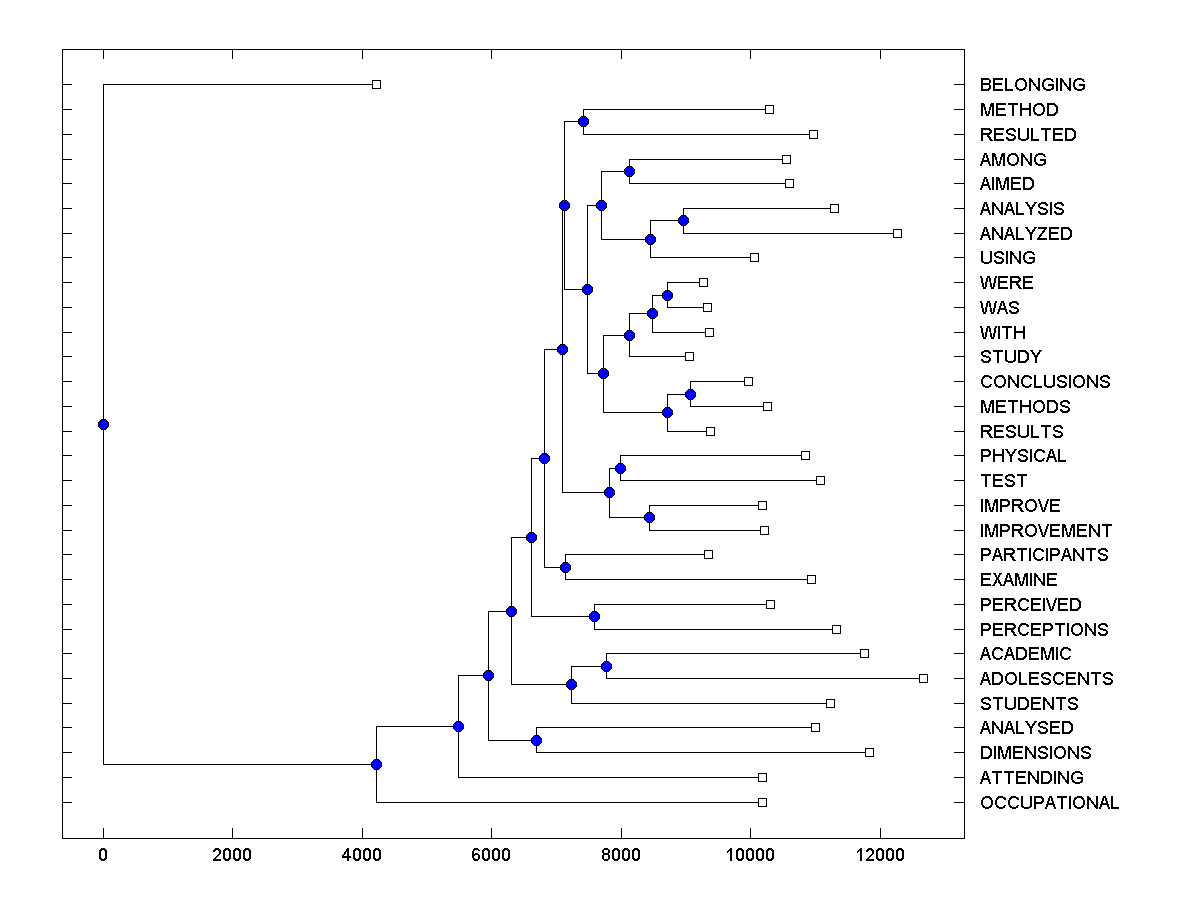 BELONGING
METHOD
RESULTED
AMONG
AIMED
ANALYSIS
ANALYZED
USING
WERE
WAS
WITH
STUDY
CONCLUSIONS
METHODS
RESULTS
PHYSICAL
TEST
IMPROVE
IMPROVEMENT
PARTICIPANTS
EXAMINE
PERCEIVED
PERCEPTIONS
ACADEMIC
ADOLESCENTS
STUDENTS
ANALYSED
DIMENSIONS
ATTENDING
OCCUPATIONAL
0 2000 4000 6000 8000 10000 12000